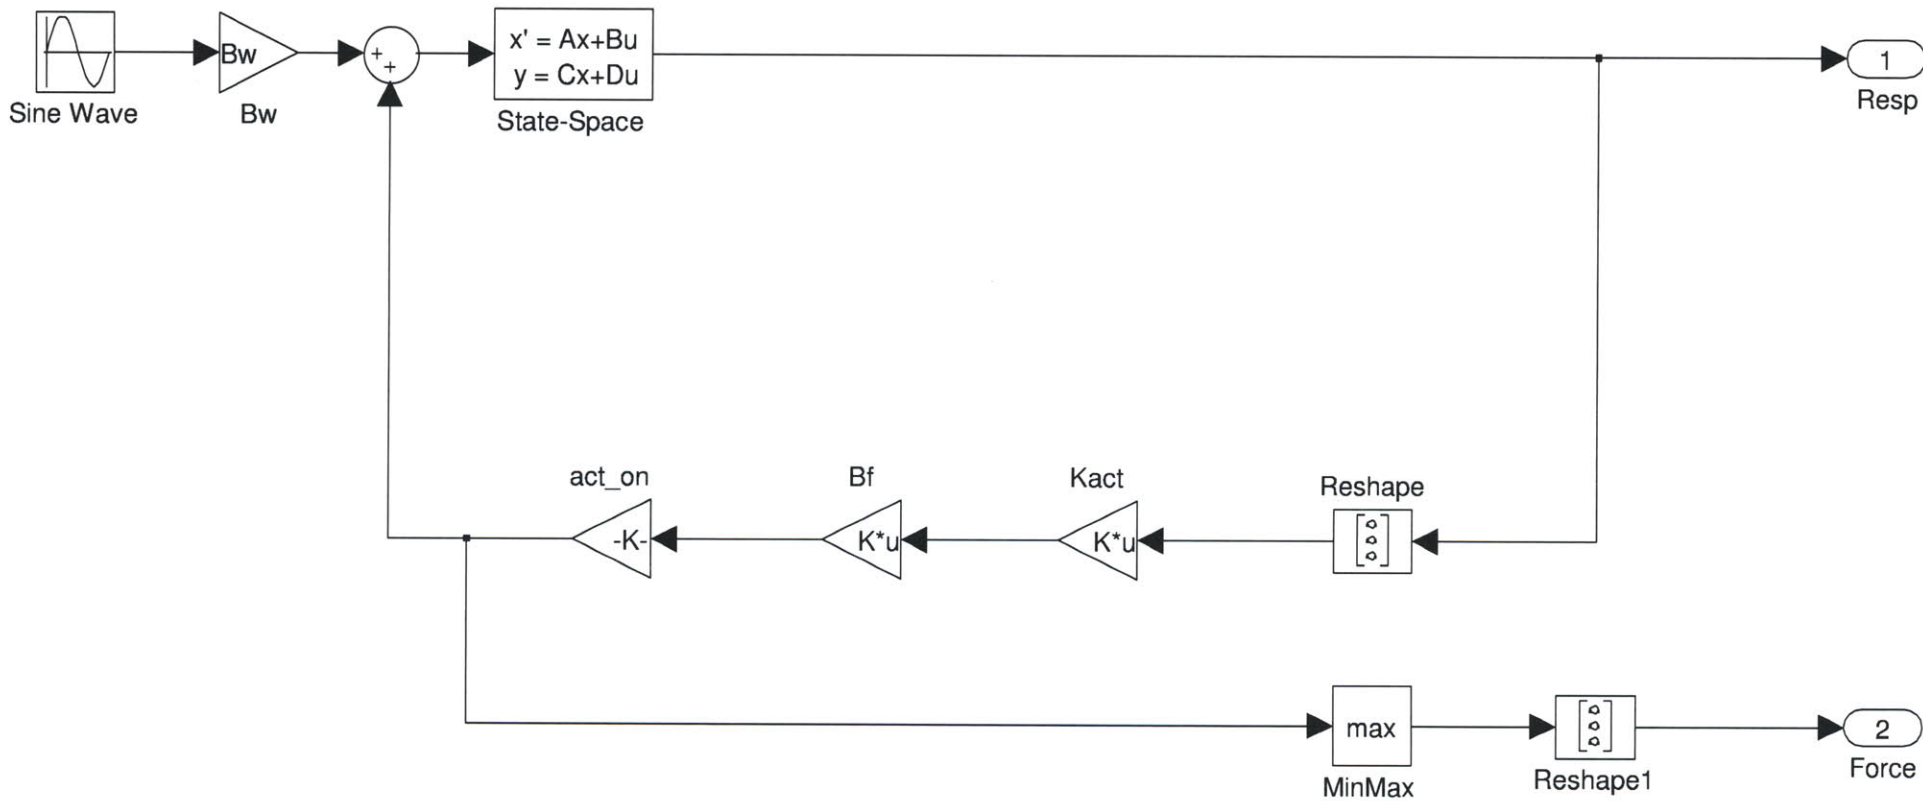 Sine Wave
Bw
Bw
+
+
x' = Ax+Bu
y = Cx+Du
State-Space
1
Resp
act_on
-K-
Bf
K*u
Kact
K*u
Reshape
max
MinMax
Reshape1
2
Force